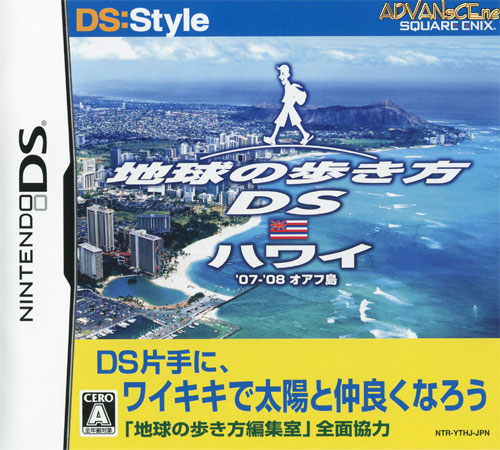 DS:Style
ADVANsCE.ne
SQUARE ENIX
NINTENDO DS
地球の歩き方
DS
ハワイ
'07-'08 オアフ島
DS片手に、
ワイキキで太陽と仲良くなろう
CERO
A
全年齢対象
「地球の歩き方編集室」全面協力
NTR-YTHJ-JPN